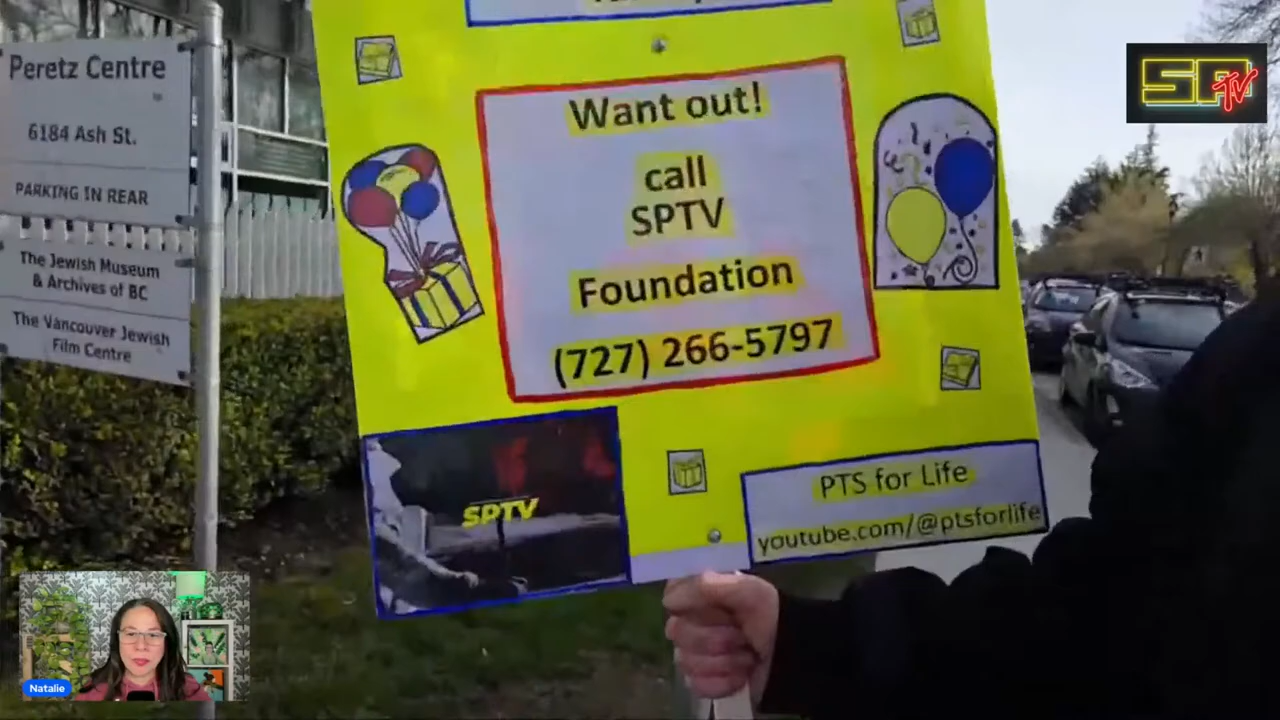 Peretz Centre
6184 Ash St.
PARKING IN REAR
The Jewish Museum
& Archives of BC
The Vancouver Jewish
Film Centre
Want out!
call
SPTV
Foundation
(727) 266-5797
SPTV
PTS for Life
youtube.com/@ptsforlife
SPTV
Natalie